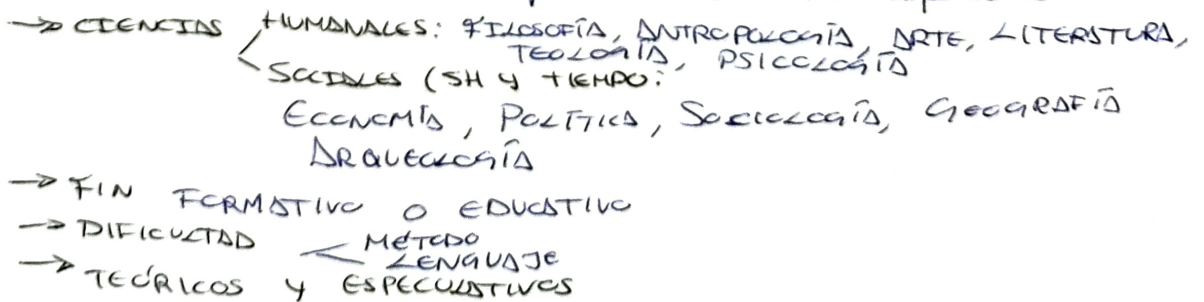 → CIENCIAS < HUMANALES: FILOSOFÍA, ANTROPOLOGÍA, ARTE, LITERATURA,
TEOLOGÍA, PSICOLOGÍA
SOCIALES (SH Y TIEMPO:
ECONOMÍA, POLÍTICA, SOCIOLOGÍA, GEOGRAFÍA
ARQUEOLOGÍA
→ FIN FORMATIVO O EDUCATIVO
→ DIFICULTAD < MÉTODO
LENGUAJE
→ TEÓRICOS Y ESPECULATIVOS